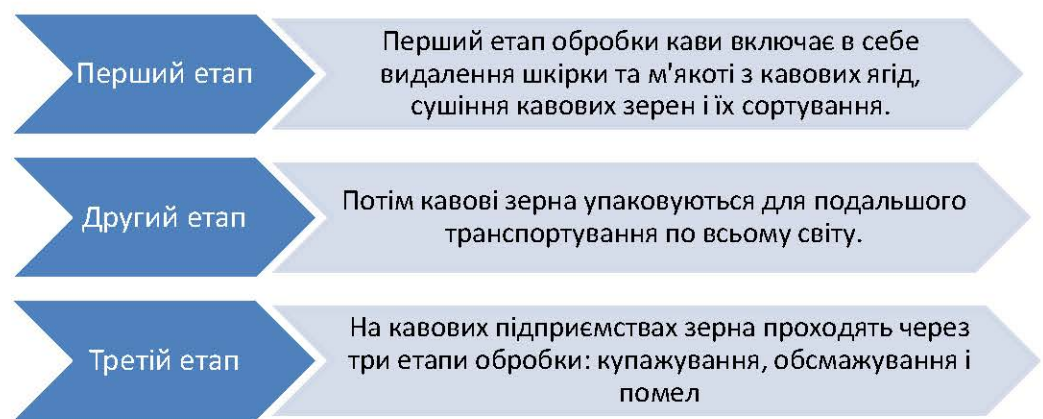 Перший етап
Перший етап обробки кави включає в себе
видалення шкірки та м'якоті з кавових ягід,
сушіння кавових зерен і їх сортування.
Другий етап
Потім кавові зерна упаковуються для подальшого
транспортування по всьому світу.
Третій етап
На кавових підприємствах зерна проходять через
три етапи обробки: купажування, обсмажування і
помел